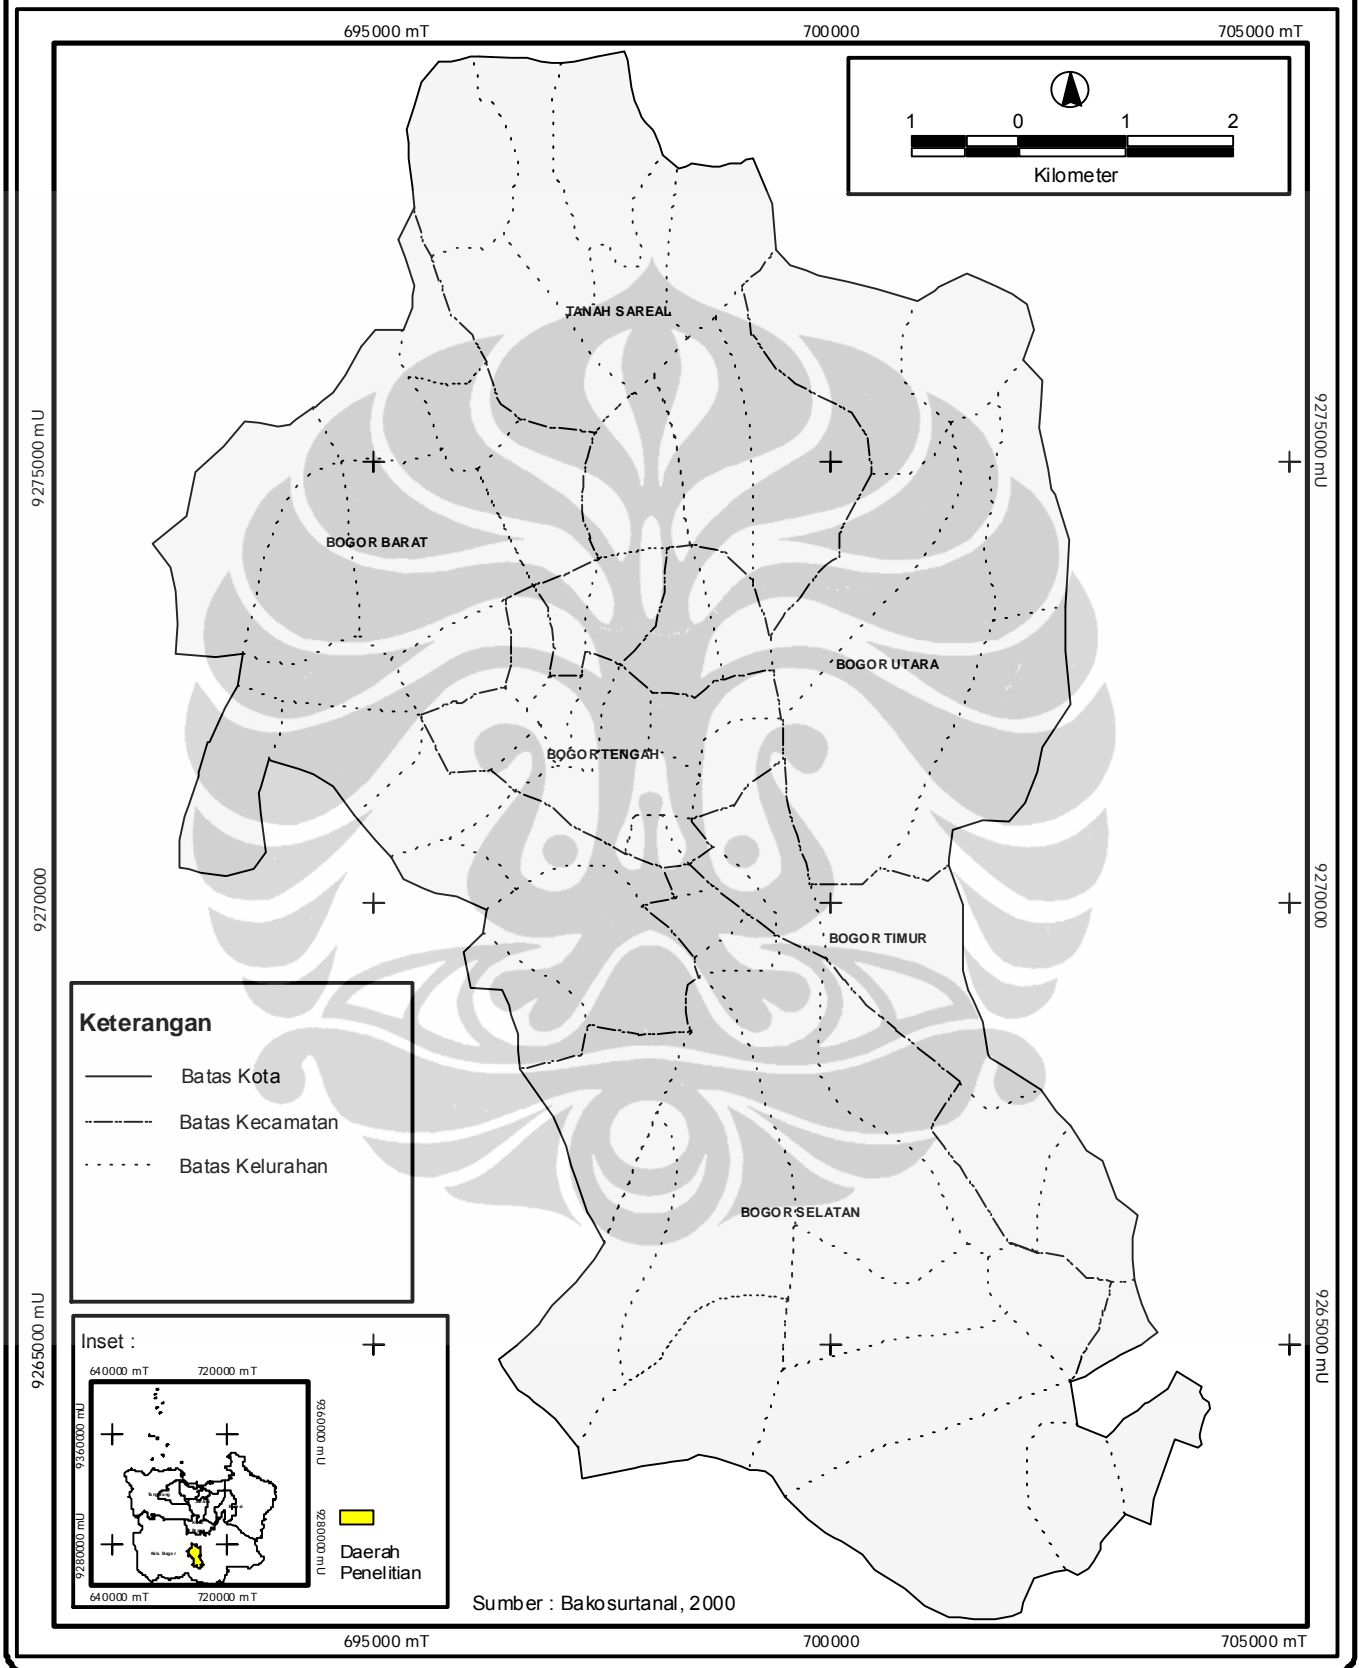 695000 mT 700000 705000 mT
1 0 1 2
Kilometer
TANAH SAREAL
9275000 mU
9275000 mU
BOGOR BARAT
BOGOR UTARA
BOGOR TENGAH
9270000
9270000
BOGOR TIMUR
Keterangan
Batas Kota
Batas Kecamatan
Batas Kelurahan
BOGOR SELATAN
9265000 mU
9265000 mU
Inset :
640000 mT 720000 mT
9360000 mU
9360000 mU
Kab. Bogor
9280000 mU
9280000 mU
Daerah
Penelitian
640000 mT 720000 mT
Sumber : Bakosurtanal, 2000
695000 mT 700000 705000 mT